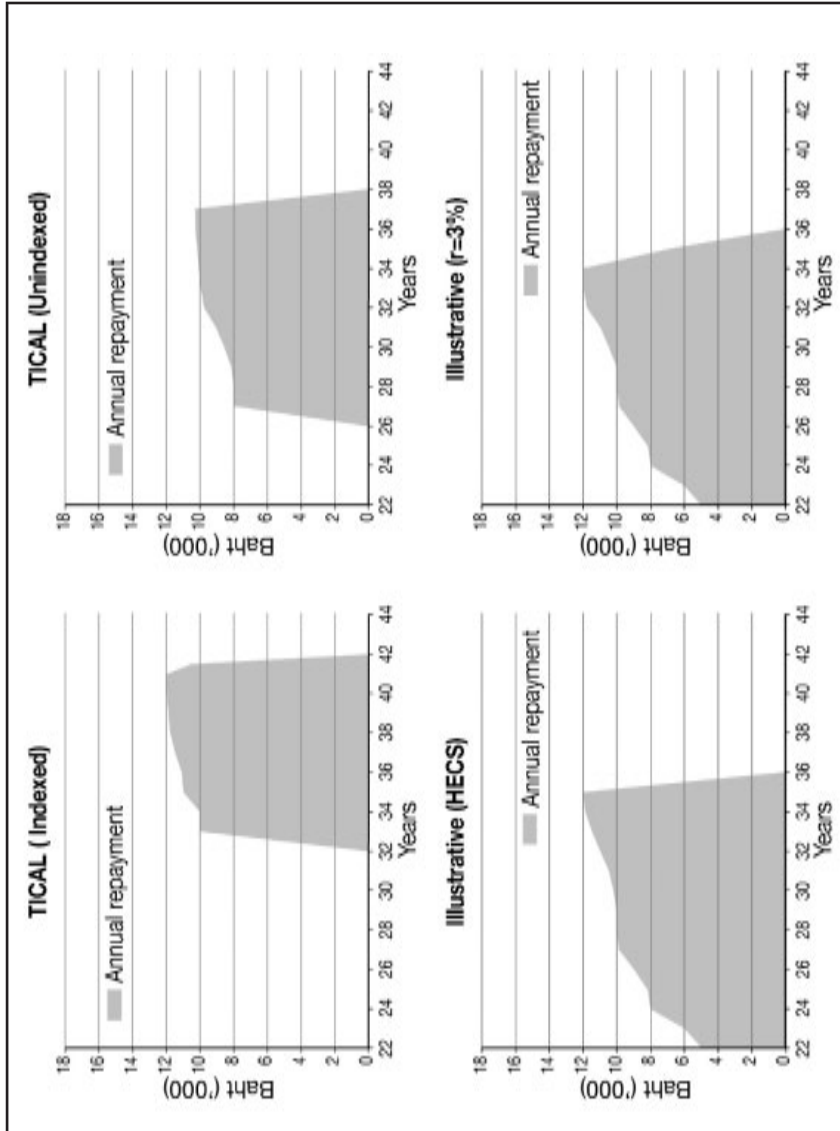 TICAL ( Indexed)
Annual repayment
Baht ('000)
18
16
14
12
10
8
6
4
2
0
22 24 26 28 30 32 34 36 38 40 42 44
Years
TICAL (Unindexed)
Annual repayment
Baht ('000)
18
16
14
12
10
8
6
4
2
0
22 24 26 28 30 32 34 36 38 40 42 44
Years
Illustrative (HECS)
Annual repayment
Baht ('000)
18
16
14
12
10
8
6
4
2
0
22 24 26 28 30 32 34 36 38 40 42 44
Years
Illustrative (r=3%)
Annual repayment
Baht ('000)
18
16
14
12
10
8
6
4
2
0
22 24 26 28 30 32 34 36 38 40 42 44
Years